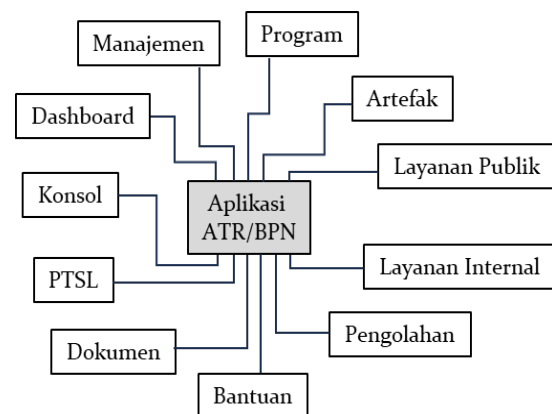 Program
Manajemen
Artefak
Dashboard
Layanan Publik
Konsol
Aplikasi
ATR/BPN
Layanan Internal
PTSL
Pengolahan
Dokumen
Bantuan